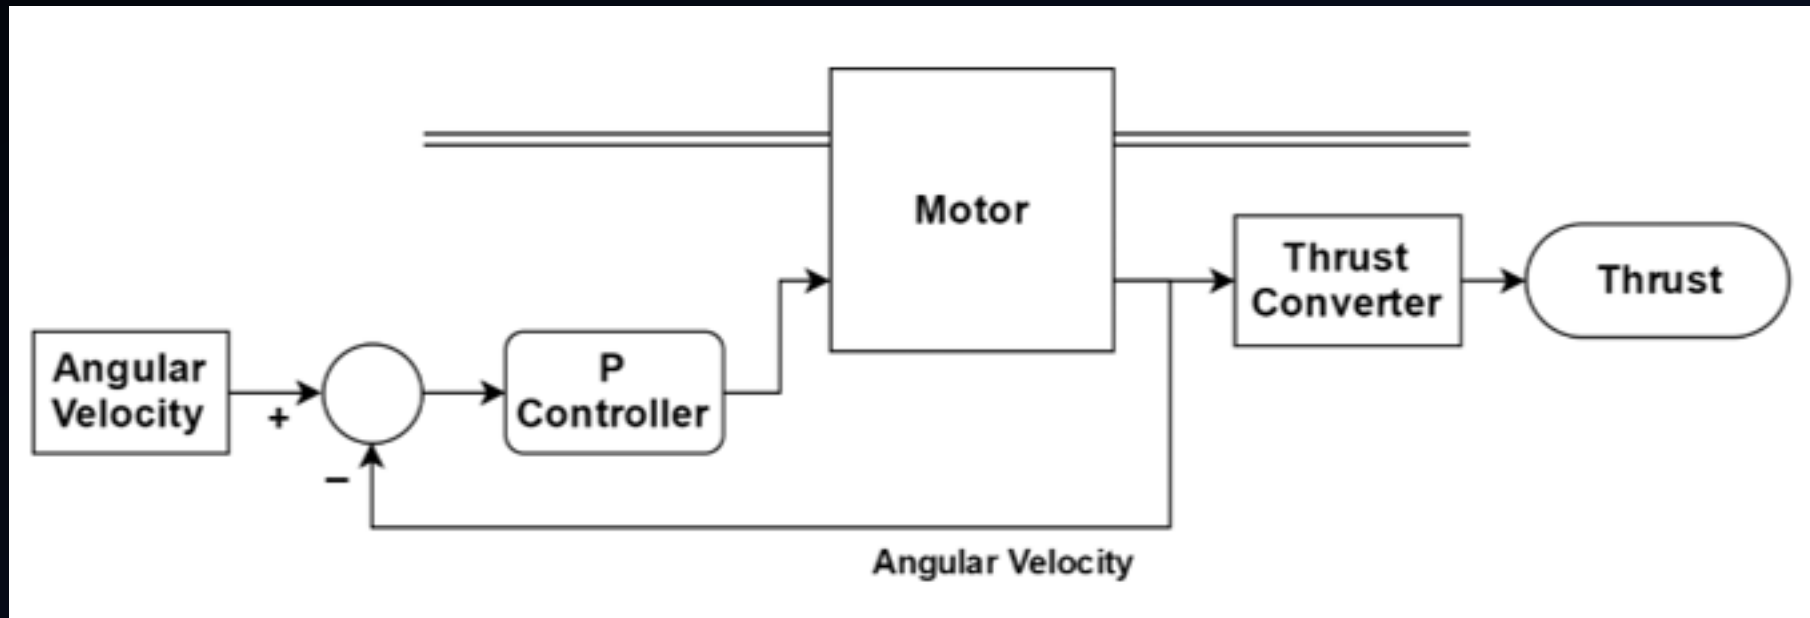 Motor
Thrust
Converter
Thrust
Angular
Velocity
+
P
Controller
−
Angular Velocity